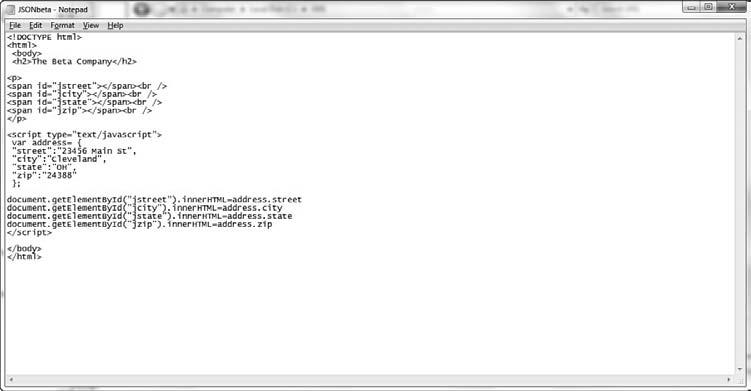 JSONbeta - Notepad
File Edit Format View Help
<!DOCTYPE html>
<html>
<body>
<h2>The Beta Company</h2>
<p>
<span id="jstreet"></span><br />
<span id="jcity"></span><br />
<span id="jstate"></span><br />
<span id="jzip"></span><br />
</p>
<script type="text/javascript">
var address= {
"street":"23456 Main St",
"city":"Cleveland",
"state":"OH",
"zip":"24388"
};
document.getElementById("jstreet").innerHTML=address.street
document.getElementById("jcity").innerHTML=address.city
document.getElementById("jstate").innerHTML=address.state
document.getElementById("jzip").innerHTML=address.zip
</script>
</body>
</html>